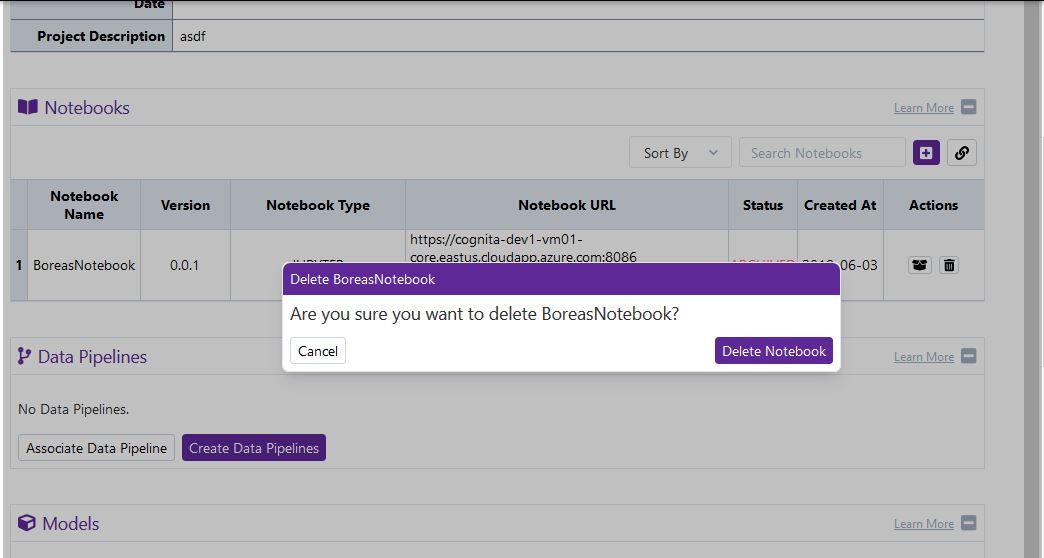 Date
Project Description asdf
Notebooks Learn More
Sort By Search Notebooks
Notebook Name Version Notebook Type Notebook URL Status Created At Actions
https://cognita-dev1-vm01-
core.eastus.cloudapp.azure.com:8086
1 BoreasNotebook 0.0.1 JUPYTER ARCHIVED 2019-06-03
Delete BoreasNotebook
Are you sure you want to delete BoreasNotebook?
Cancel Delete Notebook
Data Pipelines Learn More
No Data Pipelines.
Associate Data Pipeline Create Data Pipelines
Models Learn More